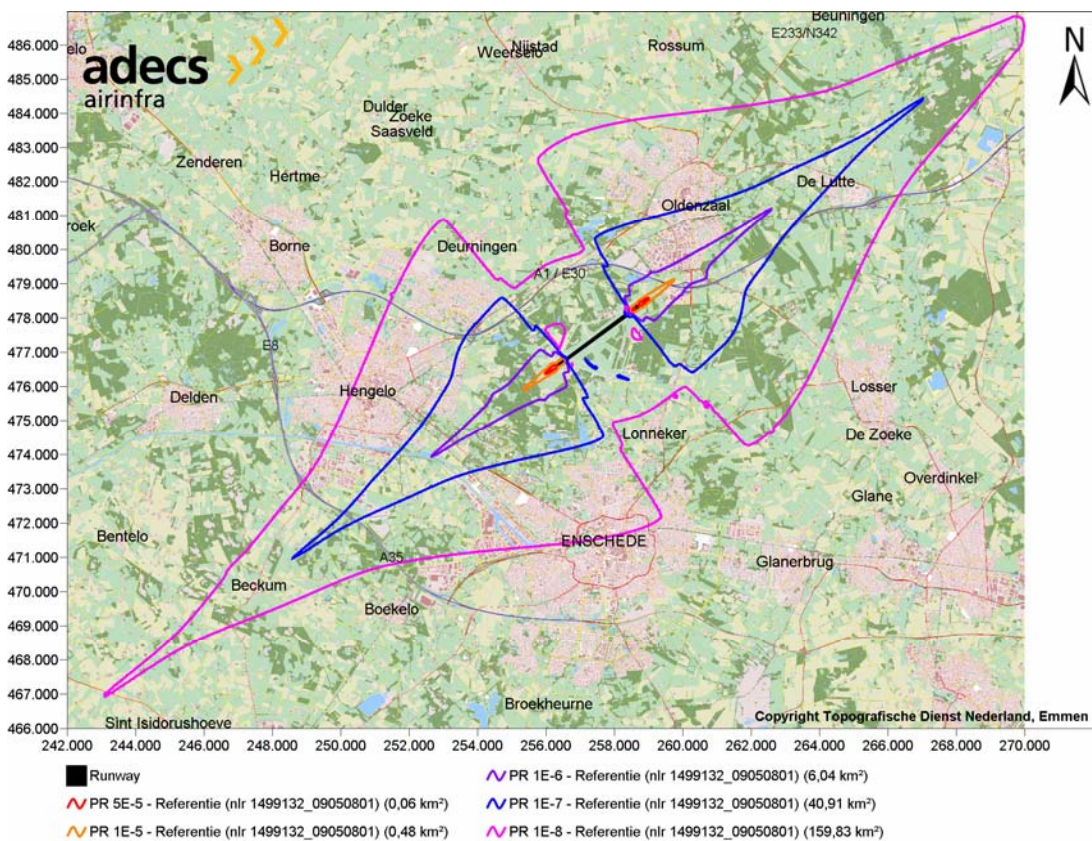 486.000
485.000
484.000
483.000
482.000
481.000
480.000
479.000
478.000
477.000
476.000
475.000
474.000
473.000
472.000
471.000
470.000
469.000
468.000
467.000
466.000
adecs
airinfra
N
Beuningen
E233/N342
elo
Nijstad
Weerselo
Rossum
Dulder
Zoeke
Saasveld
Zenderen
Hertme
De Lutte
Oldenzaal
roek
Borne
Deurningen
A1 / E30
E8
Hengelo
Delden
Losser
Lonneker
De Zoeke
Overdinkel
Glane
Bentelo
ENSCHEDE
A35
Glanerbrug
Beckum
Boekelo
Broekheurne
Sint Isidorushoeve
Copyright Topografische Dienst Nederland, Emmen
242.000 244.000 246.000 248.000 250.000 252.000 254.000 256.000 258.000 260.000 262.000 264.000 266.000 268.000 270.000
Runway
PR 5E-5 - Referentie (nlr 1499132_09050801) (0,06 km²)
PR 1E-5 - Referentie (nlr 1499132_09050801) (0,48 km²)
PR 1E-6 - Referentie (nlr 1499132_09050801) (6,04 km²)
PR 1E-7 - Referentie (nlr 1499132_09050801) (40,91 km²)
PR 1E-8 - Referentie (nlr 1499132_09050801) (159,83 km²)